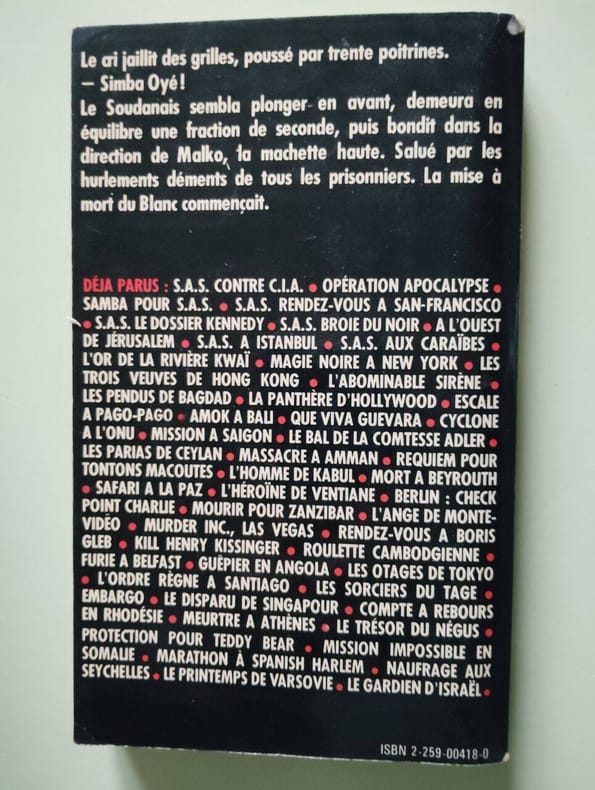 Le cri jaillit des grilles, poussé par trente poitrines.
– Simba Oyé !
Le Soudanais sembla plonger en avant, demeura en
équilibre une fraction de seconde, puis bondit dans la
direction de Malko, la machette haute. Salué par les
hurlements déments de tous les prisonniers. La mise à
mort du Blanc commençait.
DÉJA PARUS : S.A.S. CONTRE C.I.A. • OPÉRATION APOCALYPSE •
SAMBA POUR S.A.S. • S.A.S. RENDEZ-VOUS A SAN-FRANCISCO
• S.A.S. LE DOSSIER KENNEDY • S.A.S. BROIE DU NOIR • A L'OUEST
DE JÉRUSALEM • S.A.S. A ISTANBUL • S.A.S. AUX CARAÏBES •
L'OR DE LA RIVIÈRE KWAÏ • MAGIE NOIRE A NEW YORK • LES
TROIS VEUVES DE HONG KONG • L'ABOMINABLE SIRÈNE •
LES PENDUS DE BAGDAD • LA PANTHÈRE D'HOLLYWOOD • ESCALE
A PAGO-PAGO • AMOK A BALI • QUE VIVA GUEVARA • CYCLONE
A L'ONU • MISSION A SAIGON • LE BAL DE LA COMTESSE ADLER •
LES PARIAS DE CEYLAN • MASSACRE A AMMAN • REQUIEM POUR
TONTONS MACOUTES • L'HOMME DE KABUL • MORT A BEYROUTH
• SAFARI A LA PAZ • L'HÉROÏNE DE VIENTIANE • BERLIN : CHECK
POINT CHARLIE • MOURIR POUR ZANZIBAR • L'ANGE DE MONTE-
VIDÉO • MURDER INC., LAS VEGAS • RENDEZ-VOUS A BORIS
GLEB • KILL HENRY KISSINGER • ROULETTE CAMBODGIENNE •
FURIE A BELFAST • GUÊPIER EN ANGOLA • LES OTAGES DE TOKYO
• L'ORDRE RÈGNE A SANTIAGO • LES SORCIERS DU TAGE •
EMBARGO • LE DISPARU DE SINGAPOUR • COMPTE A REBOURS
EN RHODÉSIE • MEURTRE A ATHÈNES • LE TRÉSOR DU NÉGUS •
PROTECTION POUR TEDDY BEAR • MISSION IMPOSSIBLE EN
SOMALIE • MARATHON À SPANISH HARLEM • NAUFRAGE AUX
SEYCHELLES • LE PRINTEMPS DE VARSOVIE • LE GARDIEN D'ISRAËL •
ISBN 2-259-00418-0